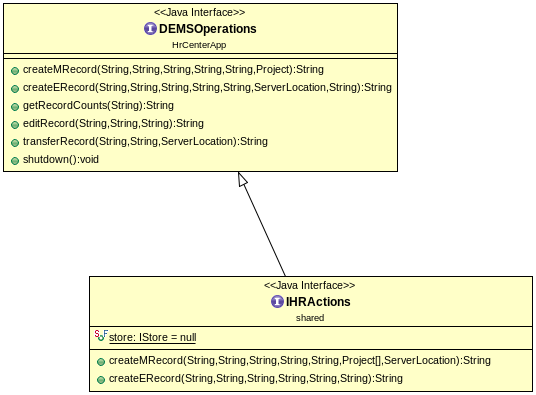 <<Java Interface>>
DEMSOperations
HrCenterApp
createMRecord(String,String,String,String,String,Project):String
createERecord(String,String,String,String,String,ServerLocation,String):String
getRecordCounts(String):String
editRecord(String,String,String):String
transferRecord(String,String,ServerLocation):String
shutdown():void
<<Java Interface>>
IHRActions
shared
store: IStore = null
createMRecord(String,String,String,String,String,Project[],ServerLocation):String
createERecord(String,String,String,String,String,String):String